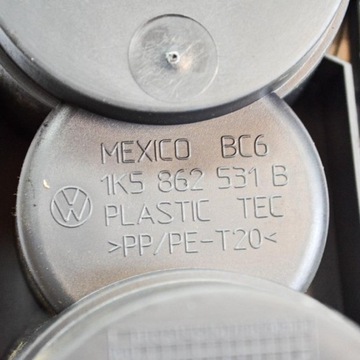 MEXICO BC6
1K5 862 531 B
PLASTIC TEC
>PP/PE-T20<